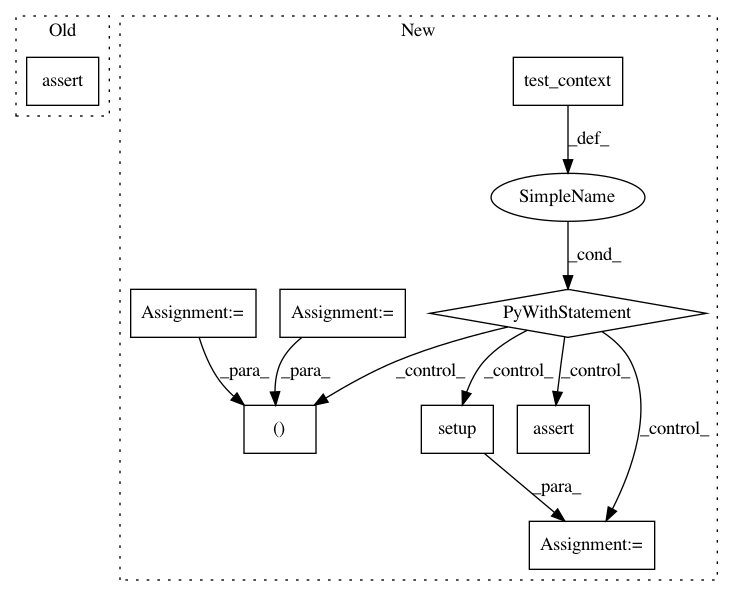 Old
New
assert
test_context
_def_
SimpleName
_cond_
Assignment:=
Assignment:=
PyWithStatement
_para_
_para_
_control_
_control_
_control_
_control_
()
setup
assert
_para_
Assignment:=